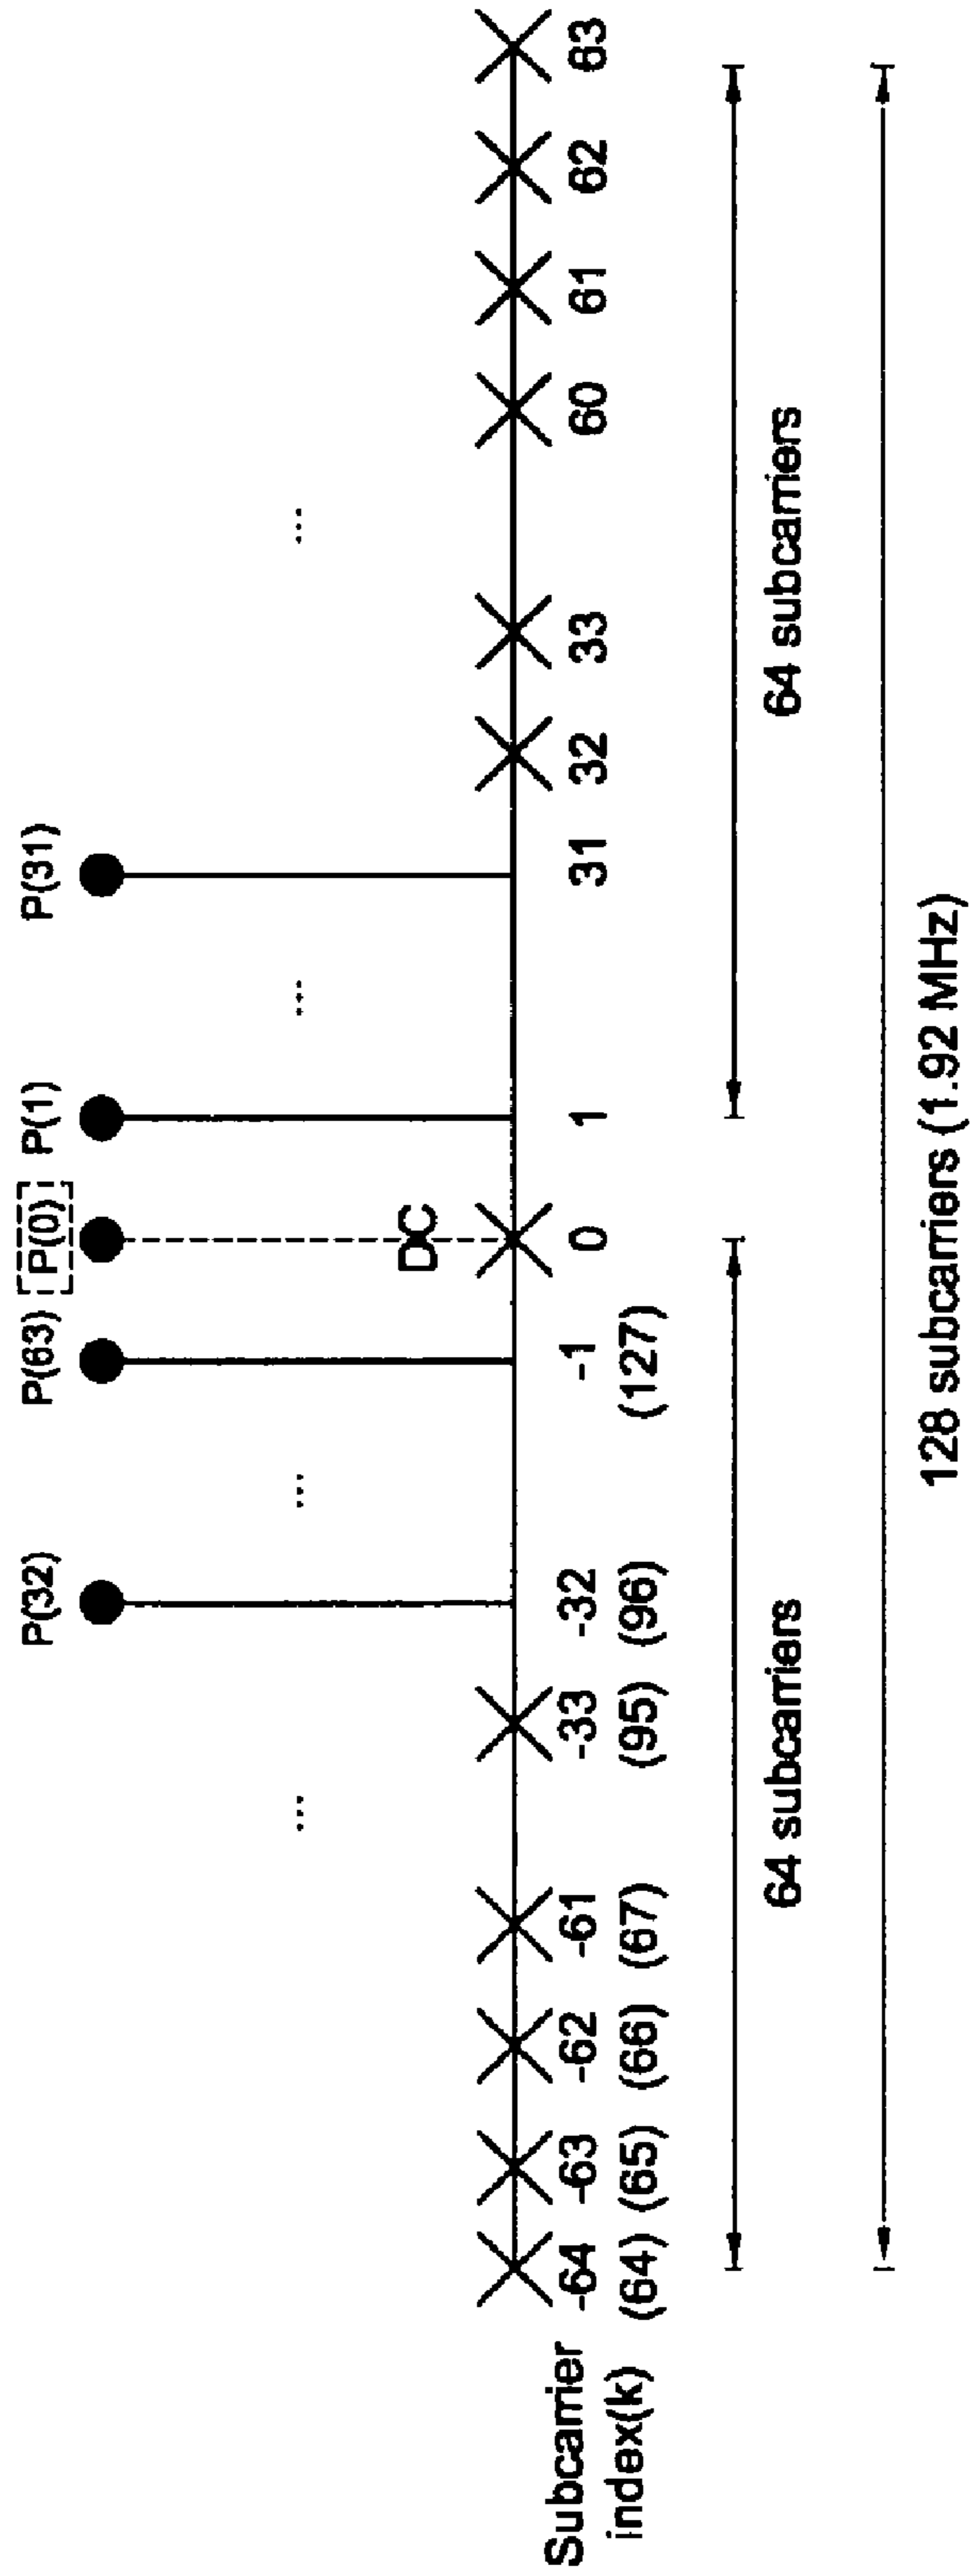 P(32) ... P(63) P(0) P(1) ... P(31)
... ...
DC
Subcarrier index(k)
-64 -63 -62 -61 -33 -32 -1 0 1 31 32 33 60 61 62 63
(64) (65) (66) (67) (95) (96) (127)
64 subcarriers 64 subcarriers
128 subcarriers (1.92 MHz)